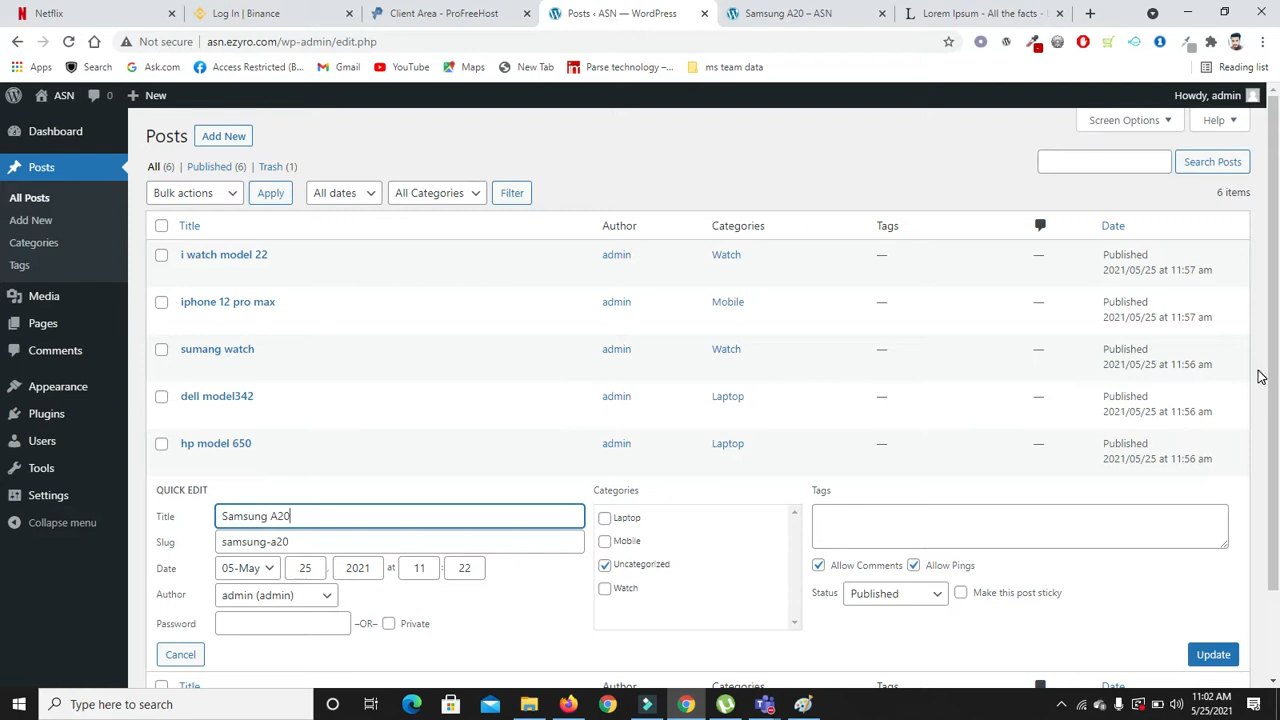 Netflix
Log In | Binance
Client Area - ProFreeHost
Posts ‹ ASN — WordPress
Samsung A20 – ASN
Lorem Ipsum - All the facts -
Not secure
asn.ezyro.com/wp-admin/edit.php
Apps
Search
Ask.com
Access Restricted (B...
Gmail
YouTube
Maps
New Tab
Parse technology –...
ms team data
Reading list
ASN
0
New
Howdy, admin
Dashboard
Posts
All Posts
Add New
Categories
Tags
Media
Pages
Comments
Appearance
Plugins
Users
Tools
Settings
Collapse menu
Screen Options
Help
Posts
Add New
All (6) | Published (6) | Trash (1)
Search Posts
Bulk actions
Apply
All dates
All Categories
Filter
6 items
Title
Author
Categories
Tags
Date
i watch model 22
admin
Watch
—
—
Published
2021/05/25 at 11:57 am
iphone 12 pro max
admin
Mobile
—
—
Published
2021/05/25 at 11:57 am
sumang watch
admin
Watch
—
—
Published
2021/05/25 at 11:56 am
dell model342
admin
Laptop
—
—
Published
2021/05/25 at 11:56 am
hp model 650
admin
Laptop
—
—
Published
2021/05/25 at 11:56 am
QUICK EDIT
Title
Samsung A20
Slug
samsung-a20
Date
05-May 25, 2021 at 11 : 22
Author
admin (admin)
Password
–OR–
Private
Categories
Laptop
Mobile
Uncategorized
Watch
Tags
Allow Comments
Allow Pings
Status
Published
Make this post sticky
Cancel
Update
Title
Author
Categories
Tags
Date
Type here to search
11:02 AM
5/25/2021